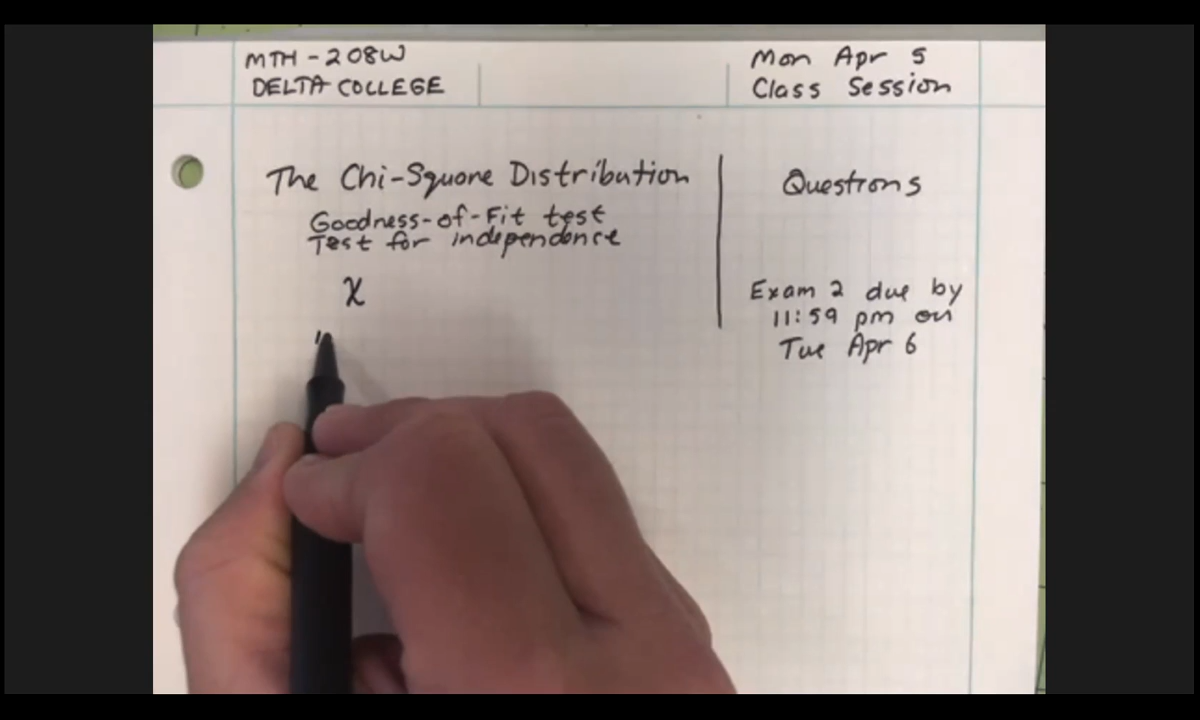 MTH-208W
DELTA COLLEGE
Mon Apr 5
Class Session
The Chi-Square Distribution
Goodness-of-Fit test
Test for independence
χ
"
Questions
Exam 2 due by
11:59 pm on
Tue Apr 6